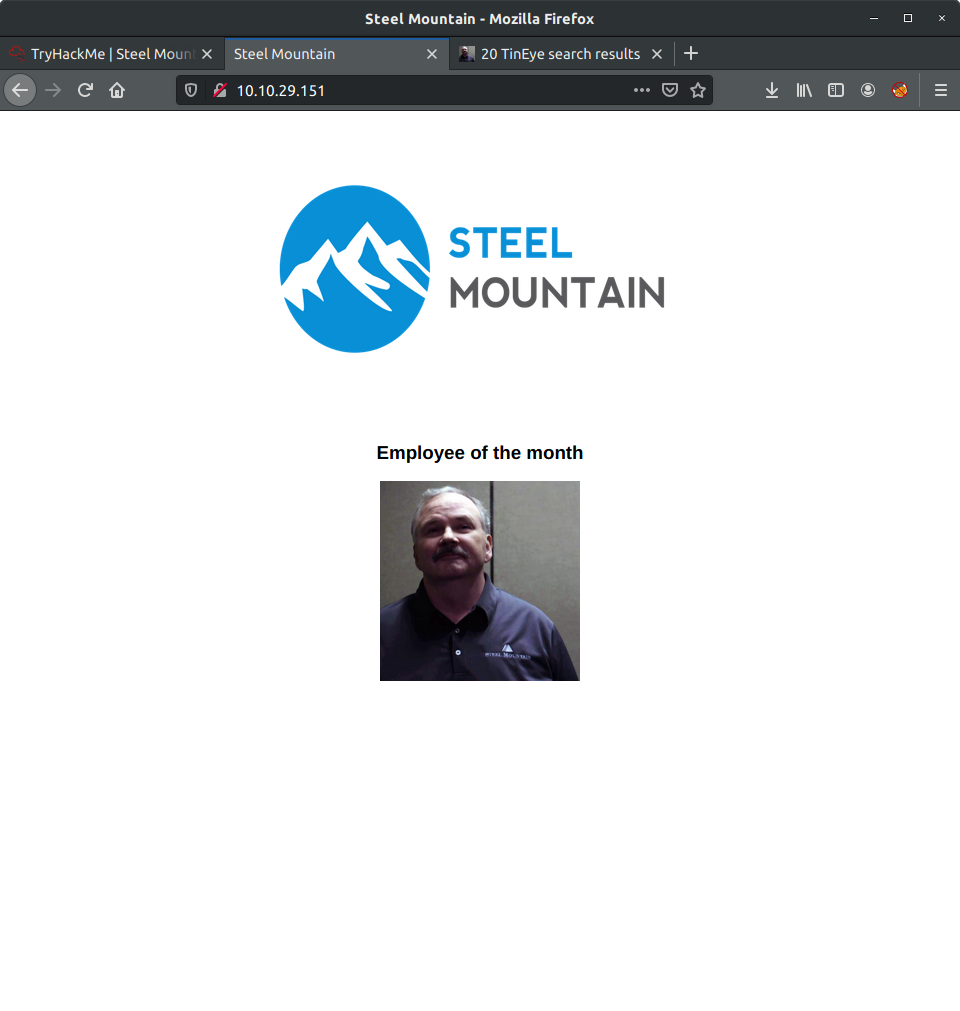 Steel Mountain - Mozilla Firefox
TryHackMe | Steel Moun
Steel Mountain
20 TinEye search results
10.10.29.151
STEEL
MOUNTAIN
Employee of the month
STEEL MOUNTAIN